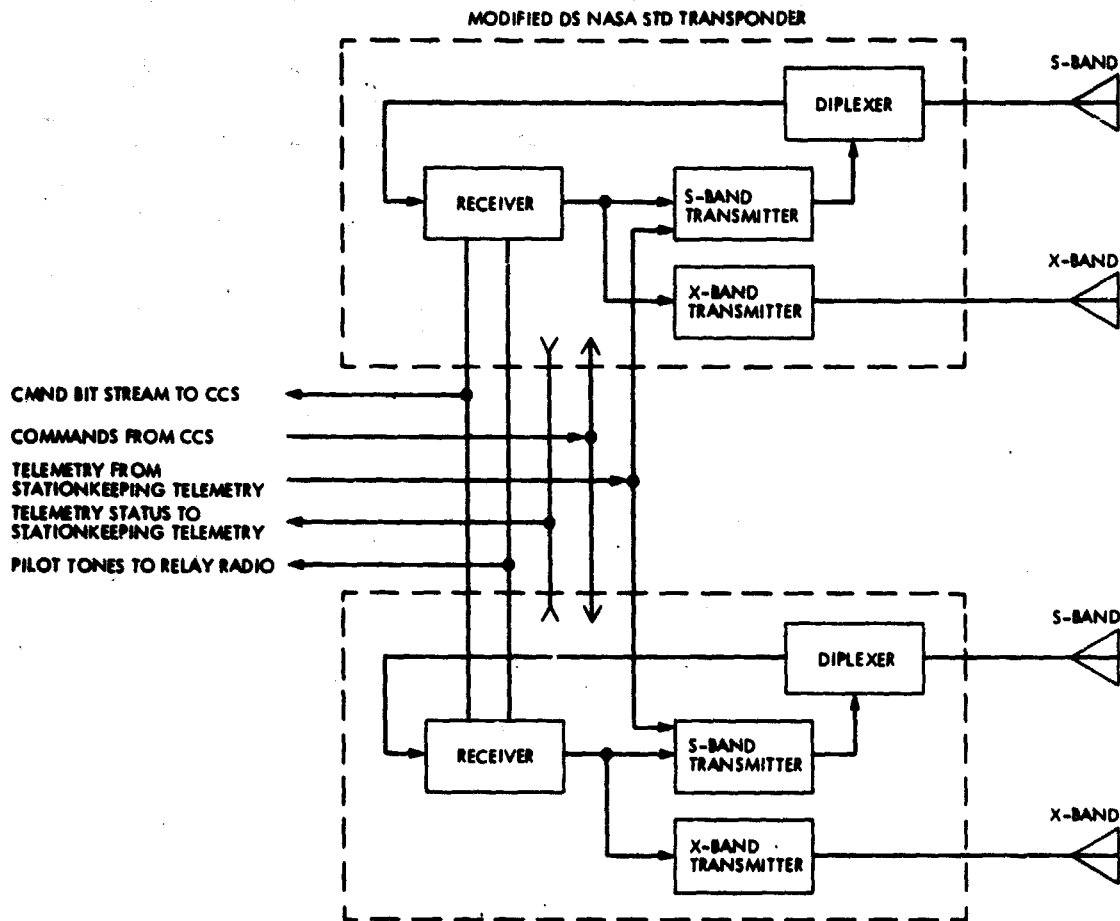 MODIFIED DS NASA STD TRANSPONDER
S-BAND
DIPLEXER
RECEIVER
S-BAND
TRANSMITTER
X-BAND
X-BAND
TRANSMITTER
CMND BIT STREAM TO CCS
COMMANDS FROM CCS
TELEMETRY FROM
STATIONKEEPING TELEMETRY
TELEMETRY STATUS TO
STATIONKEEPING TELEMETRY
PILOT TONES TO RELAY RADIO
S-BAND
DIPLEXER
RECEIVER
S-BAND
TRANSMITTER
X-BAND
X-BAND
TRANSMITTER